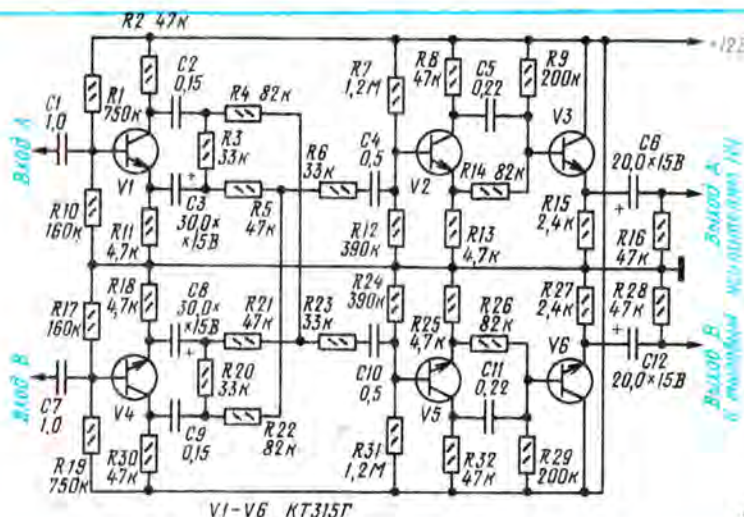 R2 47к
+12В
C2
0,15
R4 82к
R7
1,2М
R8
47к
C5
0,22
R9
200к
V3
C1
1,0
R1
750к
R3
33к
R6
33к
C4
0,5
C6
20,0×15В
Вход А
V1
C3
30,0×
×15В
R5
47к
V2
R14 82к
R15
2,4к
Выход А
R10
160к
R11
4,7к
R12
390к
R13
4,7к
R16
47к
R17
160к
R18
4,7к
C8
30,0×
×15В
R21
47к
R23
33к
R24
390к
R25
4,7к
R26
82к
R27
2,4к
R28
47к
Вход В
C7
1,0
V4
R20
33к
C10
0,5
C11
0,22
V6
C12
20,0×15В
Выход В
C9
0,15
R22
82к
V5
R19
750к
R30
47к
R31
1,2М
R32
47к
R29
200к
V1-V6 КТ315Г